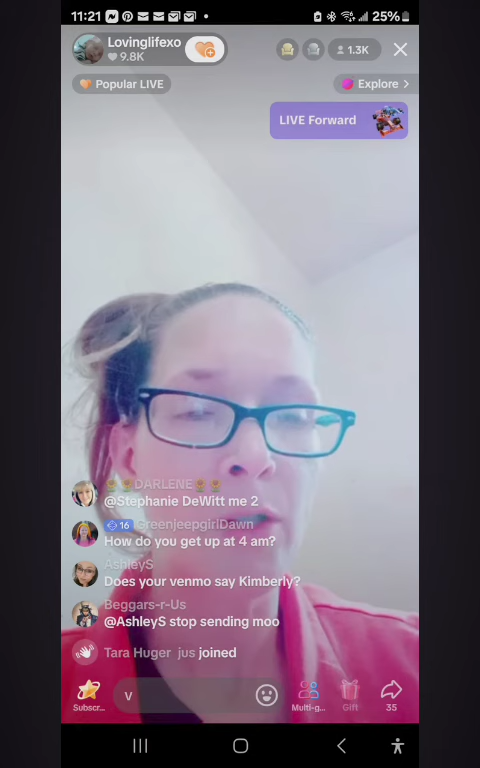 11:21
25%
Lovinglifexo
9.8K
1.3K
Popular LIVE
Explore
LIVE Forward
DARLENE
@Stephanie DeWitt me 2
16 GreenjeepgirlDawn
How do you get up at 4 am?
AshleyS
Does your venmo say Kimberly?
Beggars-r-Us
@AshleyS stop sending moo
Tara Huger jus joined
V
Subscr...
Multi-g...
Gift
35